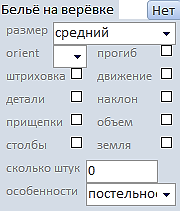 Бельё на верёвке Нет
размер средний
orient прогиб
штриховка движение
детали наклон
прищепки объем
столбы земля
сколько штук 0
особенности постельно